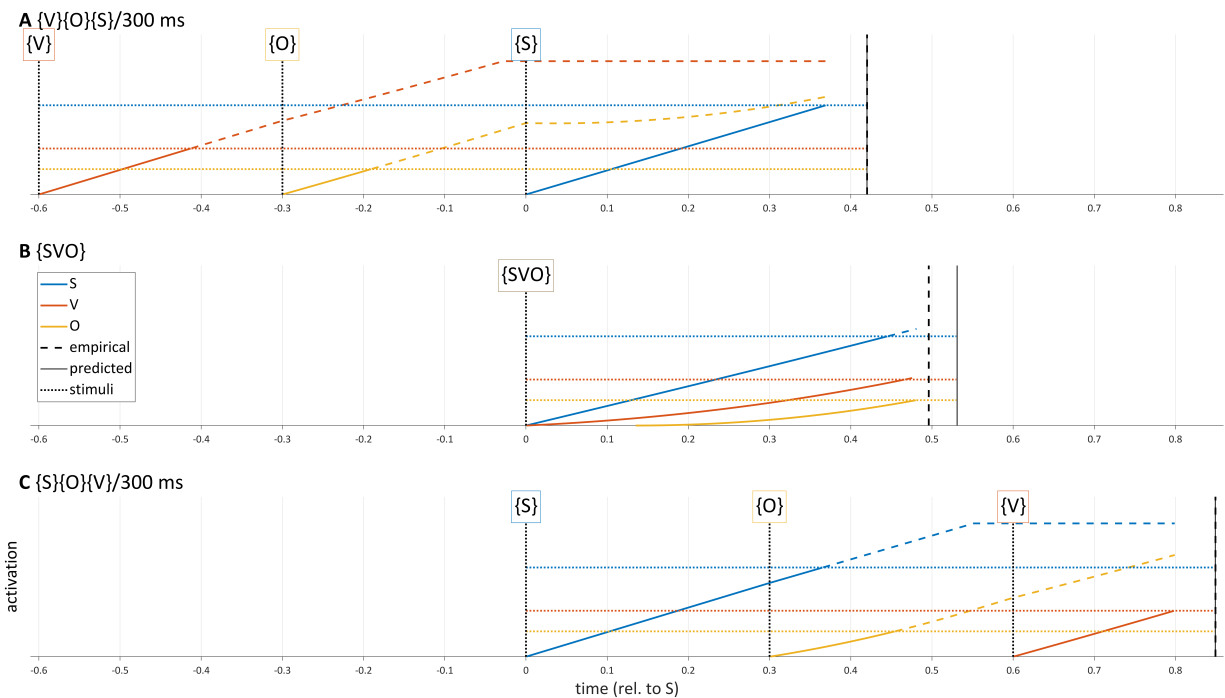 A {V}{O}{S}/300 ms
{V} {O} {S}
-0.6 -0.5 -0.4 -0.3 -0.2 -0.1 0 0.1 0.2 0.3 0.4 0.5 0.6 0.7 0.8
B {SVO}
{SVO}
S
V
O
empirical
predicted
stimuli
-0.6 -0.5 -0.4 -0.3 -0.2 -0.1 0 0.1 0.2 0.3 0.4 0.5 0.6 0.7 0.8
C {S}{O}{V}/300 ms
{S} {O} {V}
activation
-0.6 -0.5 -0.4 -0.3 -0.2 -0.1 0 0.1 0.2 0.3 0.4 0.5 0.6 0.7 0.8
time (rel. to S)